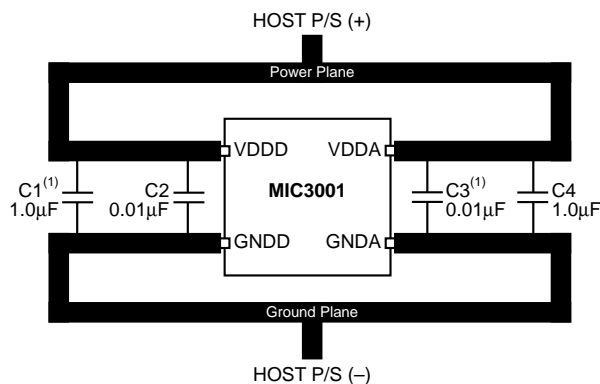 HOST P/S (+)
Power Plane
VDDD VDDA
C1(1) 1.0µF
C2 0.01µF
MIC3001
C3(1) 0.01µF
C4 1.0µF
GNDD GNDA
Ground Plane
HOST P/S (–)